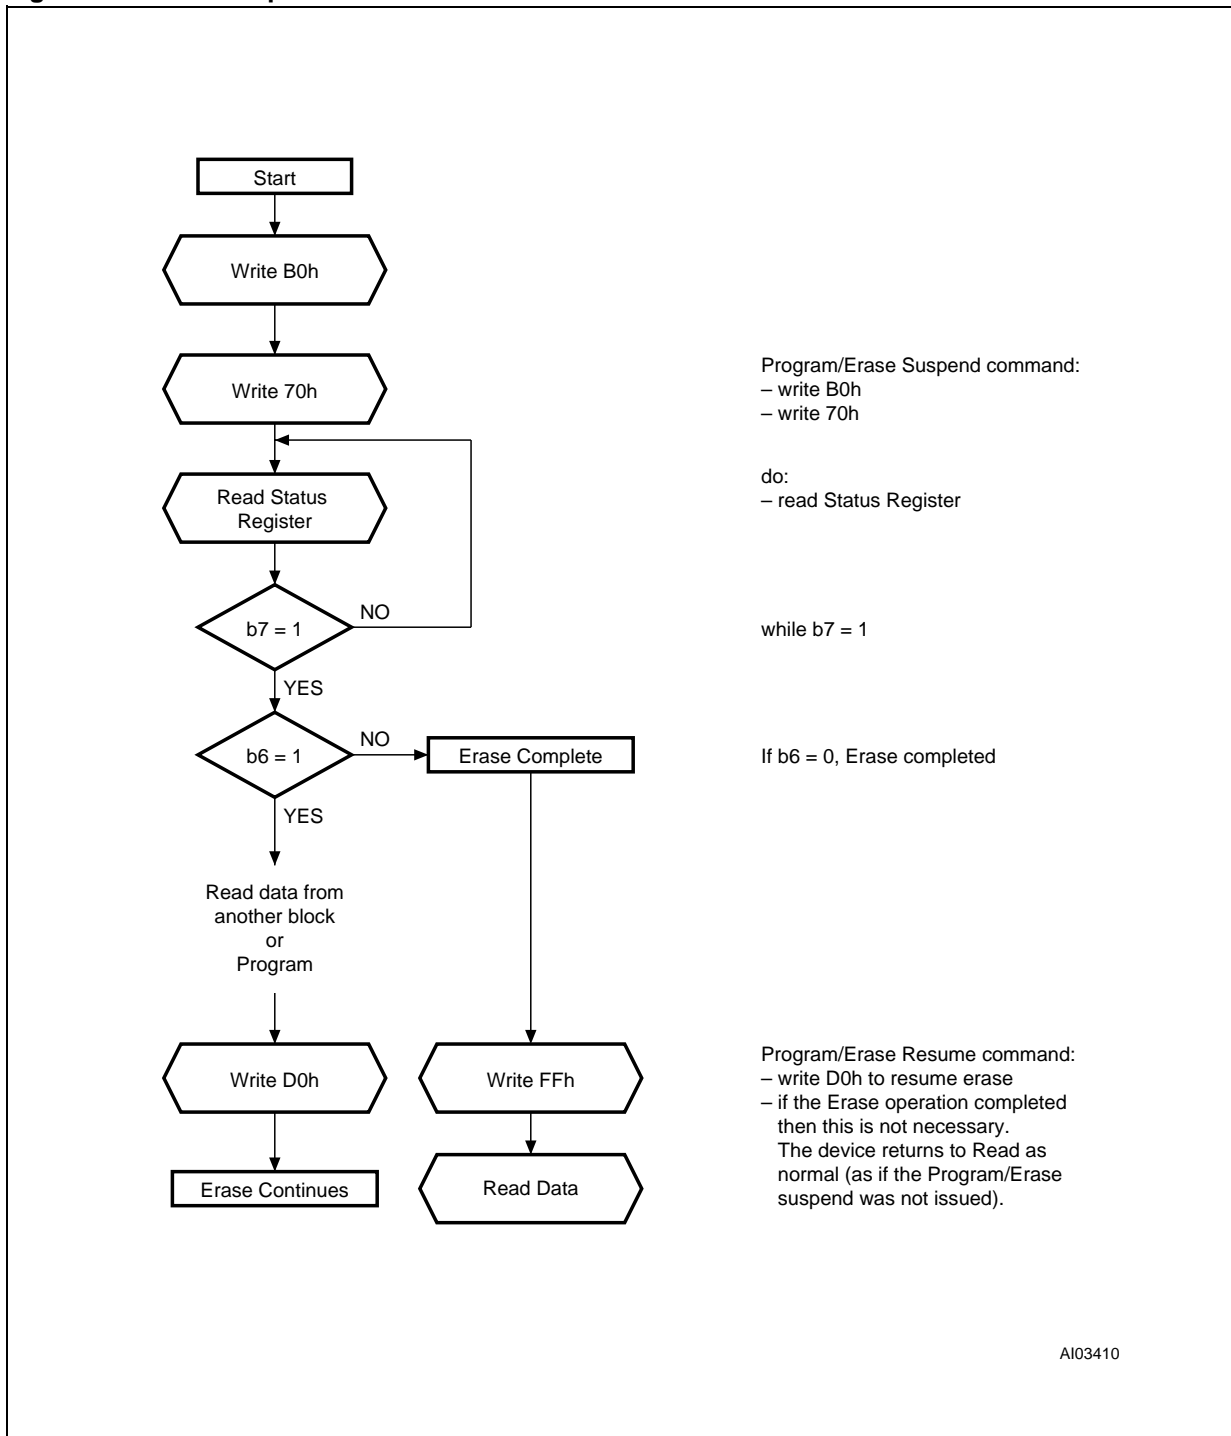 Start
Write B0h
Write 70h
Program/Erase Suspend command:
– write B0h
– write 70h
Read Status
Register
do:
– read Status Register
b7 = 1
NO
while b7 = 1
YES
b6 = 1
NO
Erase Complete
If b6 = 0, Erase completed
YES
Read data from
another block
or
Program
Write D0h
Write FFh
Program/Erase Resume command:
– write D0h to resume erase
– if the Erase operation completed
then this is not necessary.
The device returns to Read as
normal (as if the Program/Erase
suspend was not issued).
Erase Continues
Read Data
AI03410